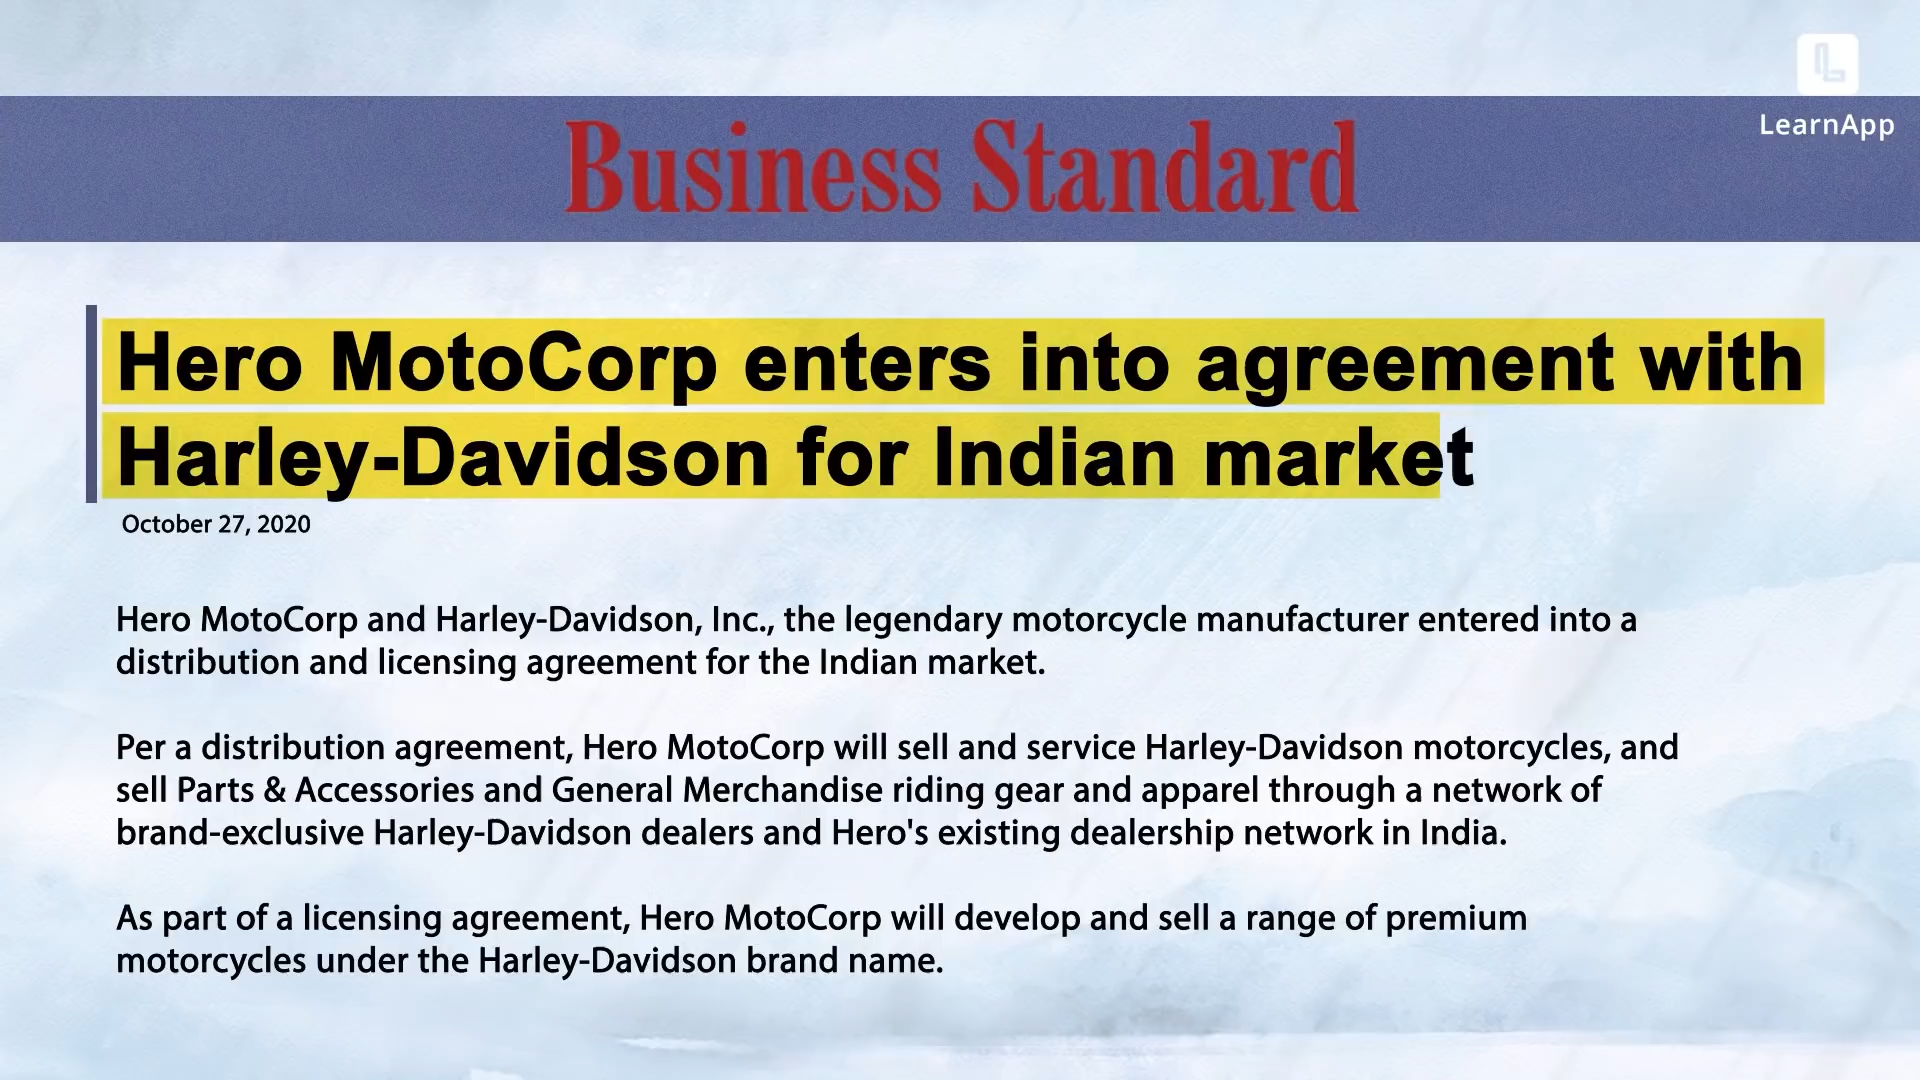 LearnApp
Business Standard
Hero MotoCorp enters into agreement with
Harley-Davidson for Indian market
October 27, 2020
Hero MotoCorp and Harley-Davidson, Inc., the legendary motorcycle manufacturer entered into a
distribution and licensing agreement for the Indian market.
Per a distribution agreement, Hero MotoCorp will sell and service Harley-Davidson motorcycles, and
sell Parts & Accessories and General Merchandise riding gear and apparel through a network of
brand-exclusive Harley-Davidson dealers and Hero's existing dealership network in India.
As part of a licensing agreement, Hero MotoCorp will develop and sell a range of premium
motorcycles under the Harley-Davidson brand name.